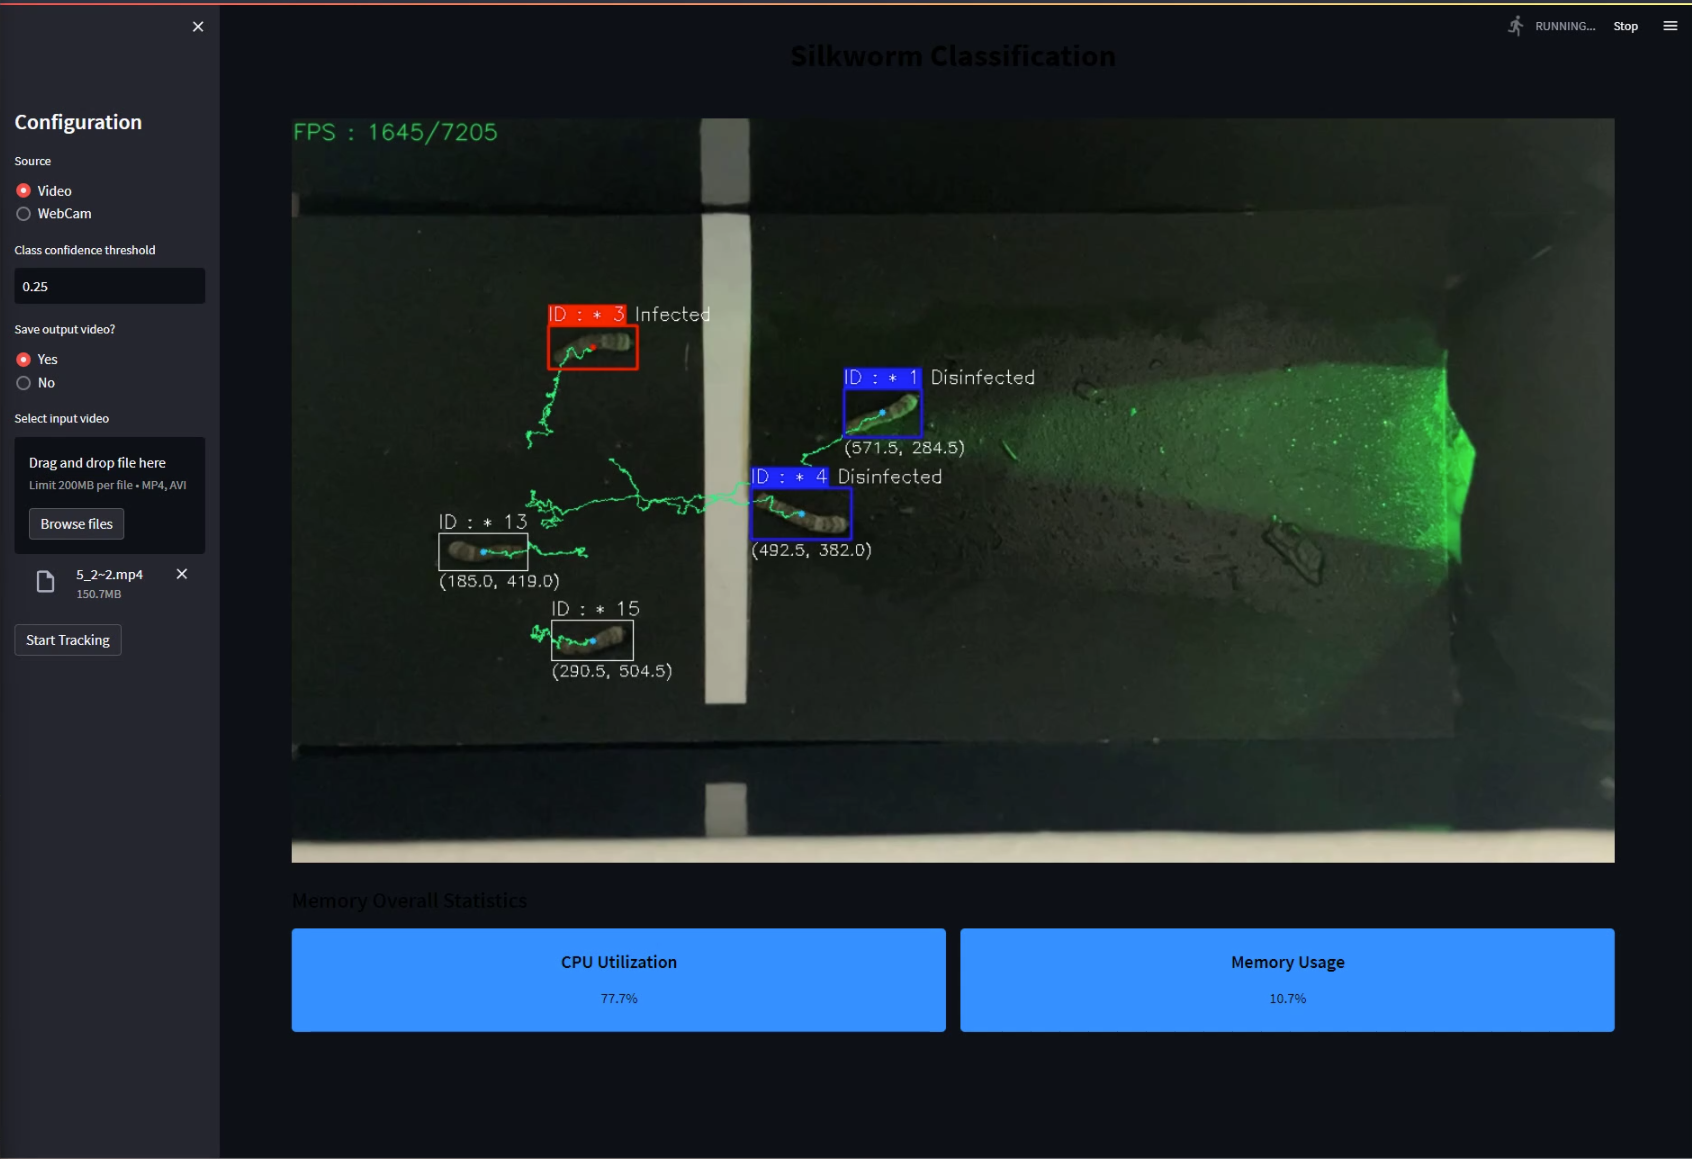 RUNNING...
Stop
Silkworm Classification
Configuration
Source
Video
WebCam
Class confidence threshold
0.25
Save output video?
Yes
No
Select input video
Drag and drop file here
Limit 200MB per file • MP4, AVI
Browse files
5_2~2.mp4
150.7MB
Start Tracking
FPS : 1645/7205
ID : * 3 Infected
ID : * 1 Disinfected
(571.5, 284.5)
ID : * 4 Disinfected
(492.5, 382.0)
ID : * 13
(185.0, 419.0)
ID : * 15
(290.5, 504.5)
Memory Overall Statistics
CPU Utilization
77.7%
Memory Usage
10.7%